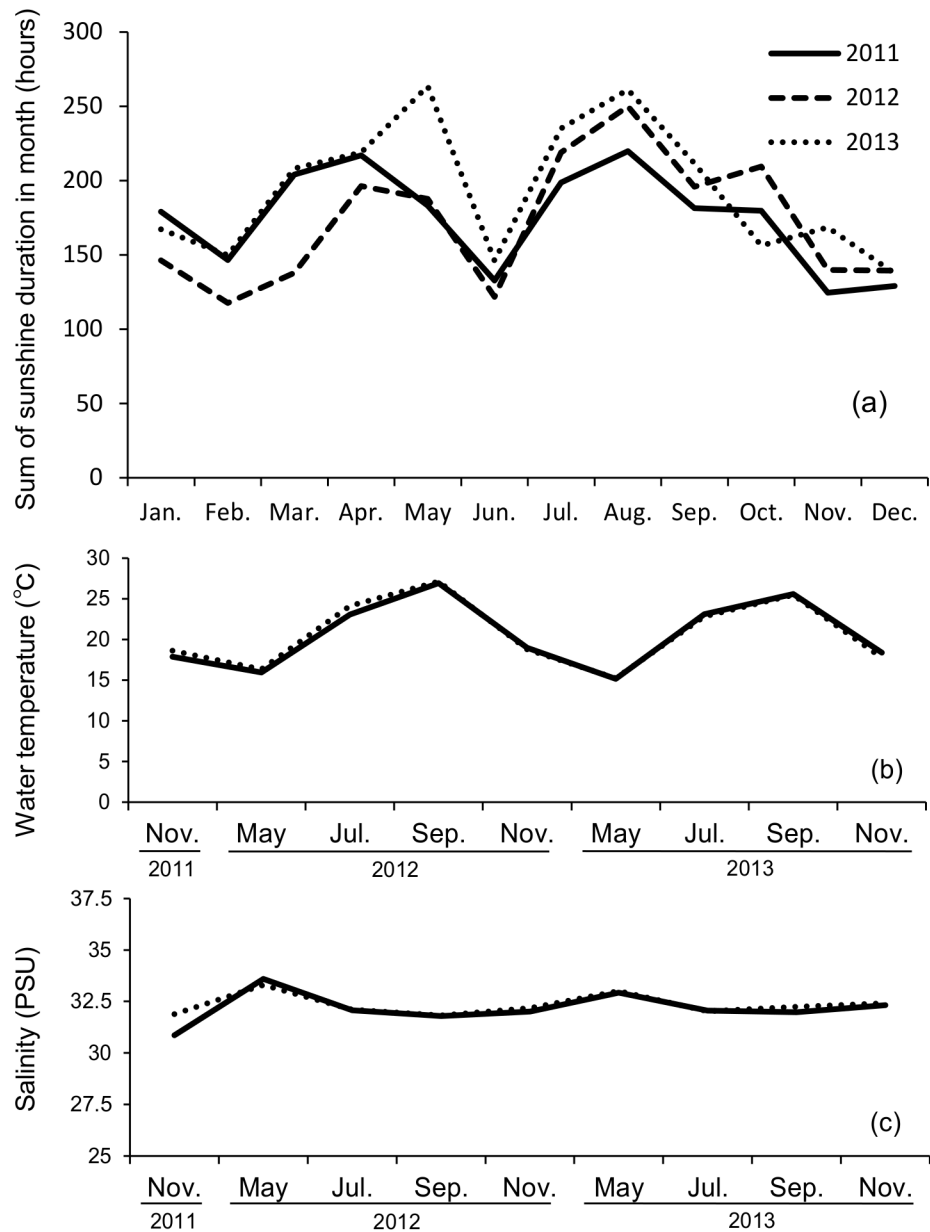 Sum of sunshine duration in month (hours)
300
250
200
150
100
50
0
2011
2012
2013
(a)
Jan. Feb. Mar. Apr. May Jun. Jul. Aug. Sep. Oct. Nov. Dec.
Water temperature (°C)
30
25
20
15
10
5
0
(b)
Nov. May Jul. Sep. Nov. May Jul. Sep. Nov.
2011 2012 2013
Salinity (PSU)
37.5
35
32.5
30
27.5
25
(c)
Nov. May Jul. Sep. Nov. May Jul. Sep. Nov.
2011 2012 2013